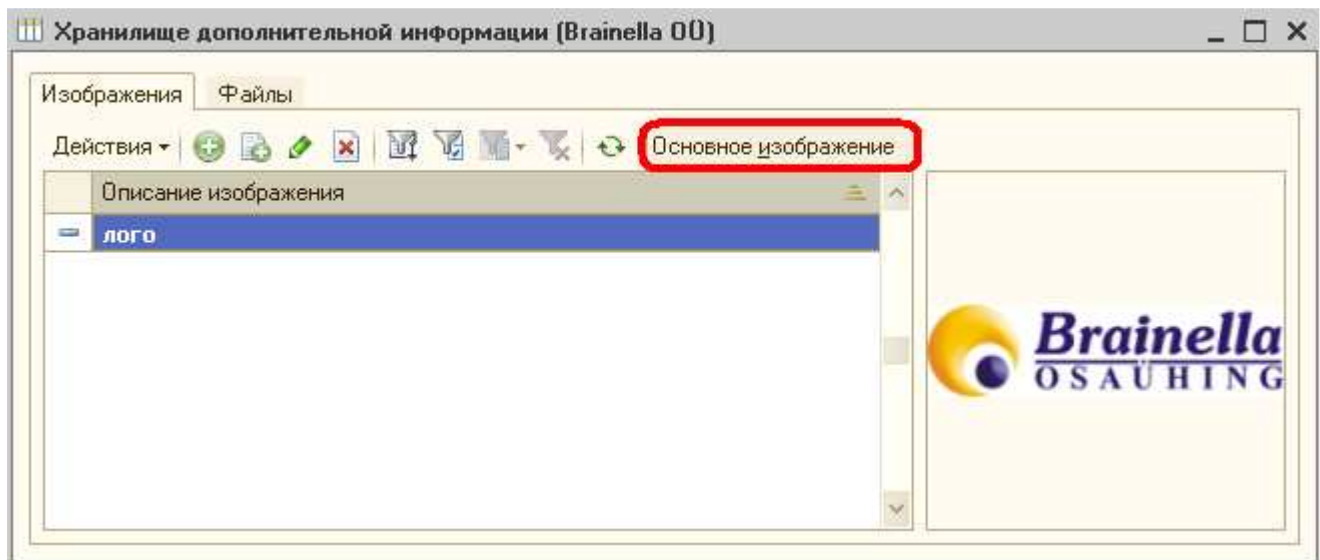 Хранилище дополнительной информации (Brainella OÜ)
Изображения Файлы
Действия Основное изображение
Описание изображения
лого
Brainella
OSAÜHING